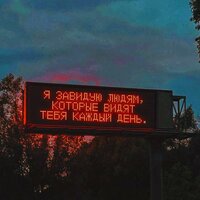 Я ЗАВИДУЮ ЛЮДЯМ,
КОТОРЫЕ ВИДЯТ
ТЕБЯ КАЖДЫЙ ДЕНЬ.